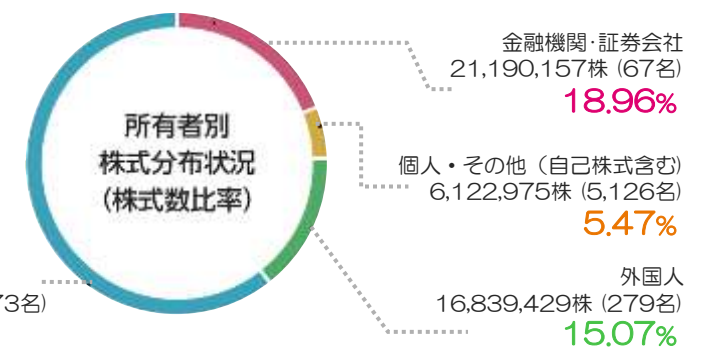 所有者別
株式分布状況
(株式数比率)
金融機関･証券会社
21,190,157株 (67名)
18.96%
個人・その他（自己株式含む)
6,122,975株 (5,126名)
5.47%
外国人
16,839,429株 (279名)
15.07%
3名)